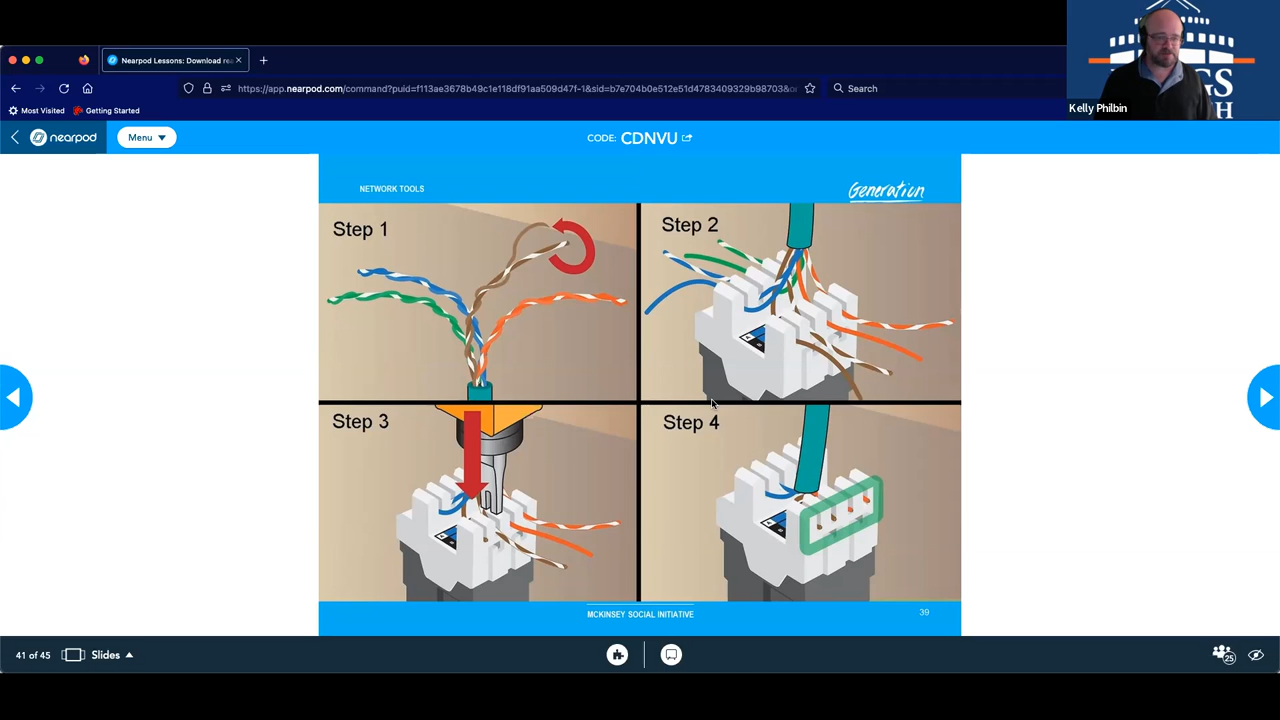 Nearpod Lessons: Download rea
https://app.nearpod.com/command?puid=f113ae3678b49c1e118df91aa509d47f-1&sid=b7e704b0e512e51d4783409329b98703&o
Search
Kelly Philbin
Most Visited
Getting Started
nearpod
Menu
CODE: CDNVU
NETWORK TOOLS
Generation
Step 1
Step 2
Step 3
Step 4
MCKINSEY SOCIAL INITIATIVE
39
41 of 45
Slides
25